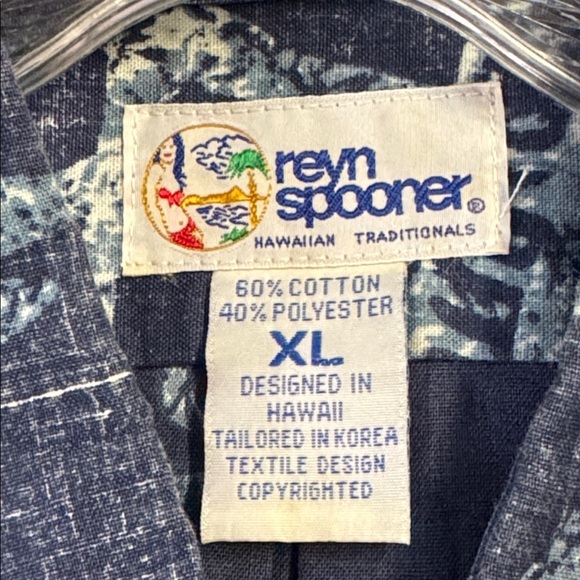 reyn
spooner®
HAWAIIAN TRADITIONALS
60% COTTON
40% POLYESTER
XL
DESIGNED IN
HAWAII
TAILORED IN KOREA
TEXTILE DESIGN
COPYRIGHTED